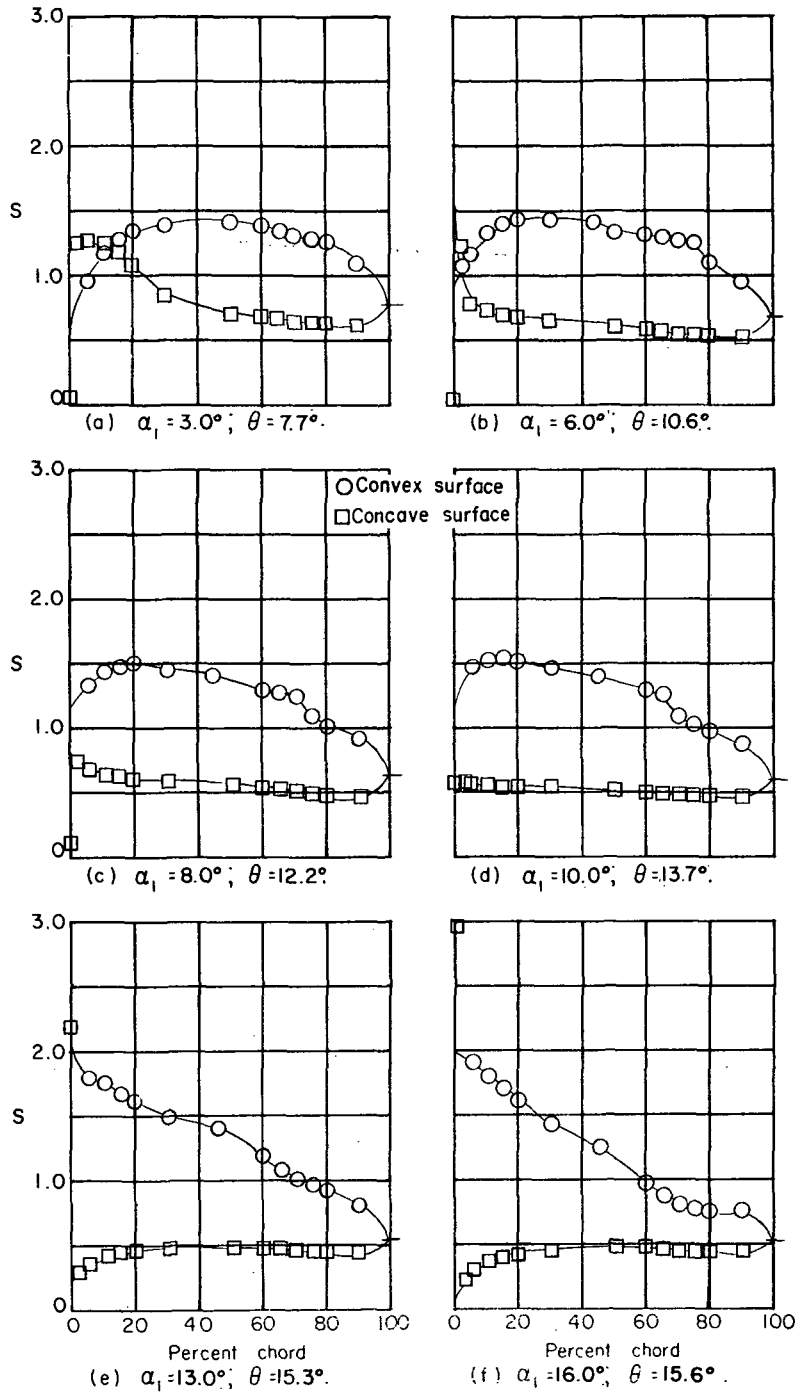 3.0
2.0
S
1.0
0
(a) α₁ = 3.0°; θ = 7.7°.
(b) α₁ = 6.0°; θ = 10.6°.
3.0
○ Convex surface
□ Concave surface
2.0
S
1.0
0
(c) α₁ = 8.0°; θ = 12.2°.
(d) α₁ = 10.0°; θ = 13.7°.
3.0
2.0
S
1.0
0
0 20 40 60 80 100
0 20 40 60 80 100
Percent chord
Percent chord
(e) α₁ = 13.0°; θ = 15.3°.
(f) α₁ = 16.0°; θ = 15.6°.